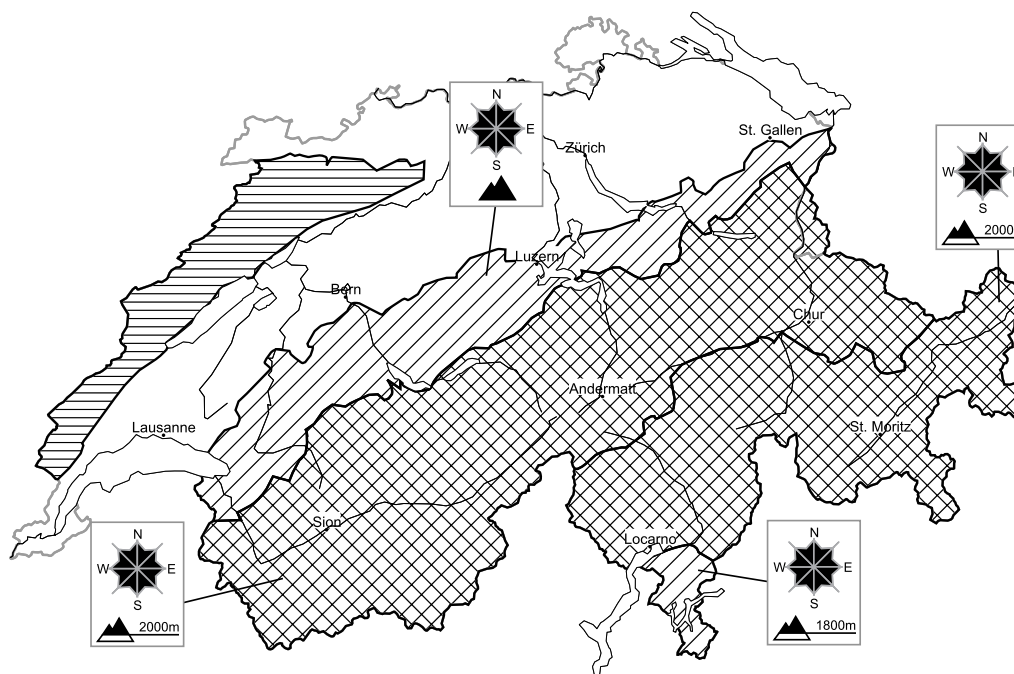 N
W E
S
St. Gallen
Zürich
N
W
S
2000
Luzern
Bern
Chur
Andermatt
Lausanne
St. Moritz
Sion
Locarno
N
W E
S
2000m
N
W E
S
1800m